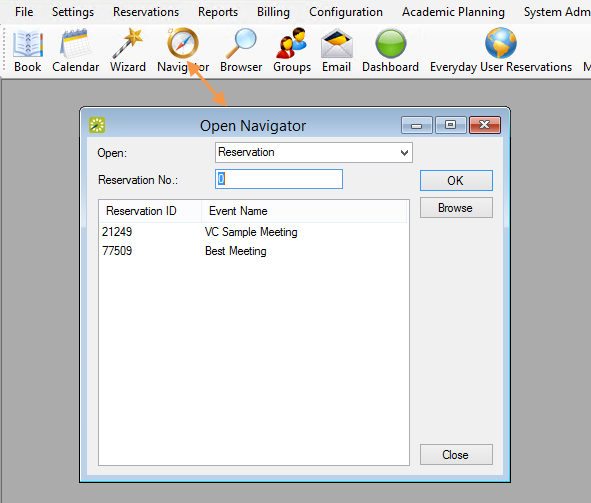 File Settings Reservations Reports Billing Configuration Academic Planning System Adm
Book Calendar Wizard Navigator Browser Groups Email Dashboard Everyday User Reservations M
Open Navigator
Open: Reservation
Reservation No.: 0
OK
Browse
Reservation ID Event Name
21249 VC Sample Meeting
77509 Best Meeting
Close